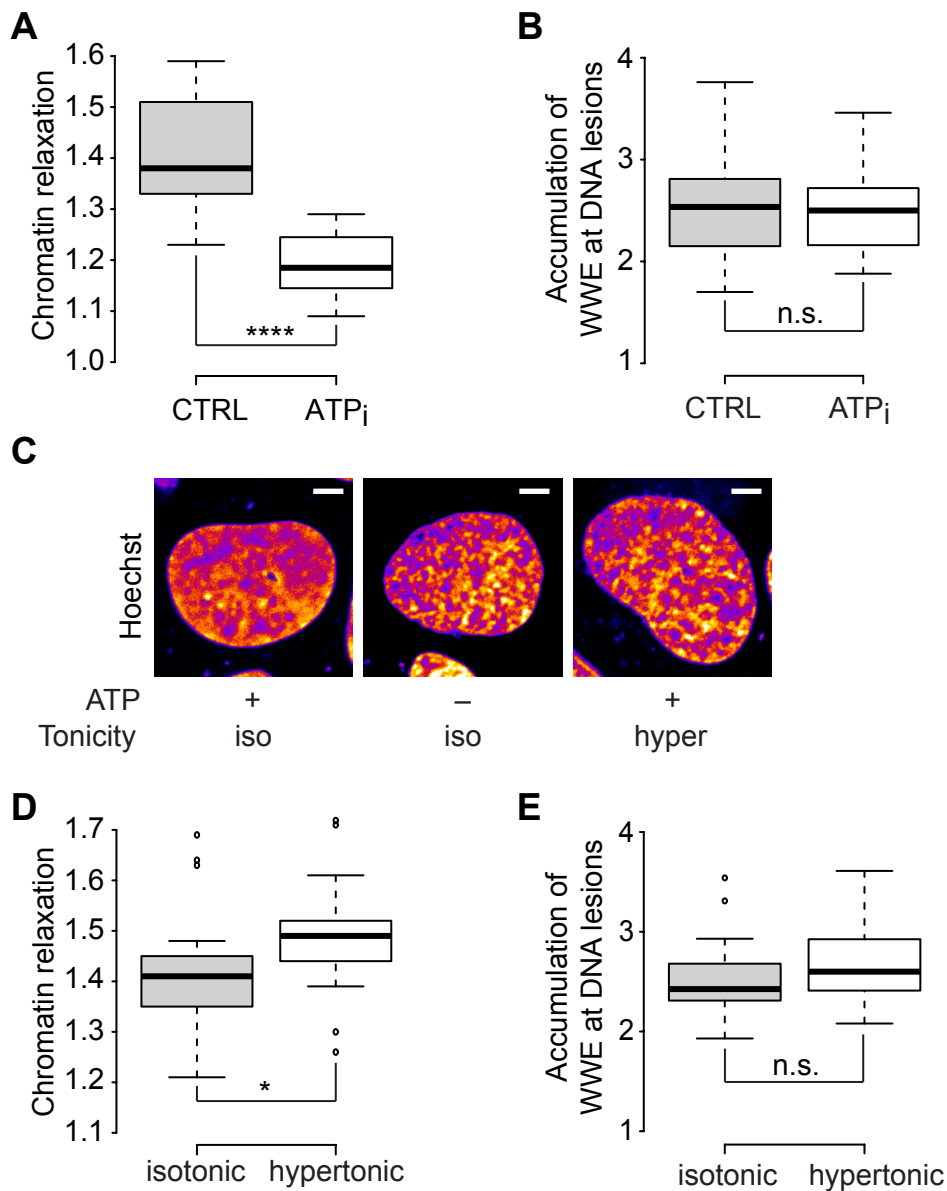 A
Chromatin relaxation
1.6
1.5
1.4
1.3
1.2
1.1
1.0
****
CTRL ATPi
B
Accumulation of
WWE at DNA lesions
4
3
2
1
n.s.
CTRL ATPi
C
Hoechst
ATP + – +
Tonicity iso iso hyper
D
Chromatin relaxation
1.7
1.6
1.5
1.4
1.3
1.2
1.1
*
isotonic hypertonic
E
Accumulation of
WWE at DNA lesions
4
3
2
1
n.s.
isotonic hypertonic